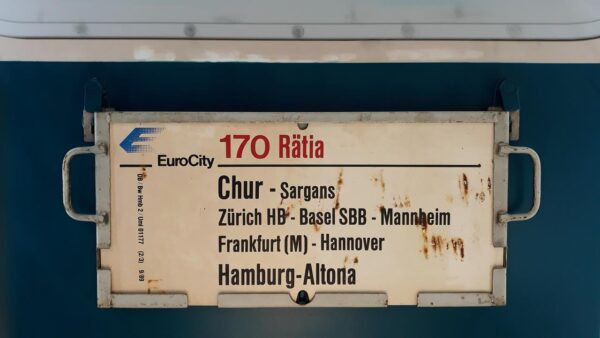 EuroCity 170 Rätia
Chur - Sargans
Zürich HB - Basel SBB - Mannheim
Frankfurt (M) - Hannover
Hamburg-Altona